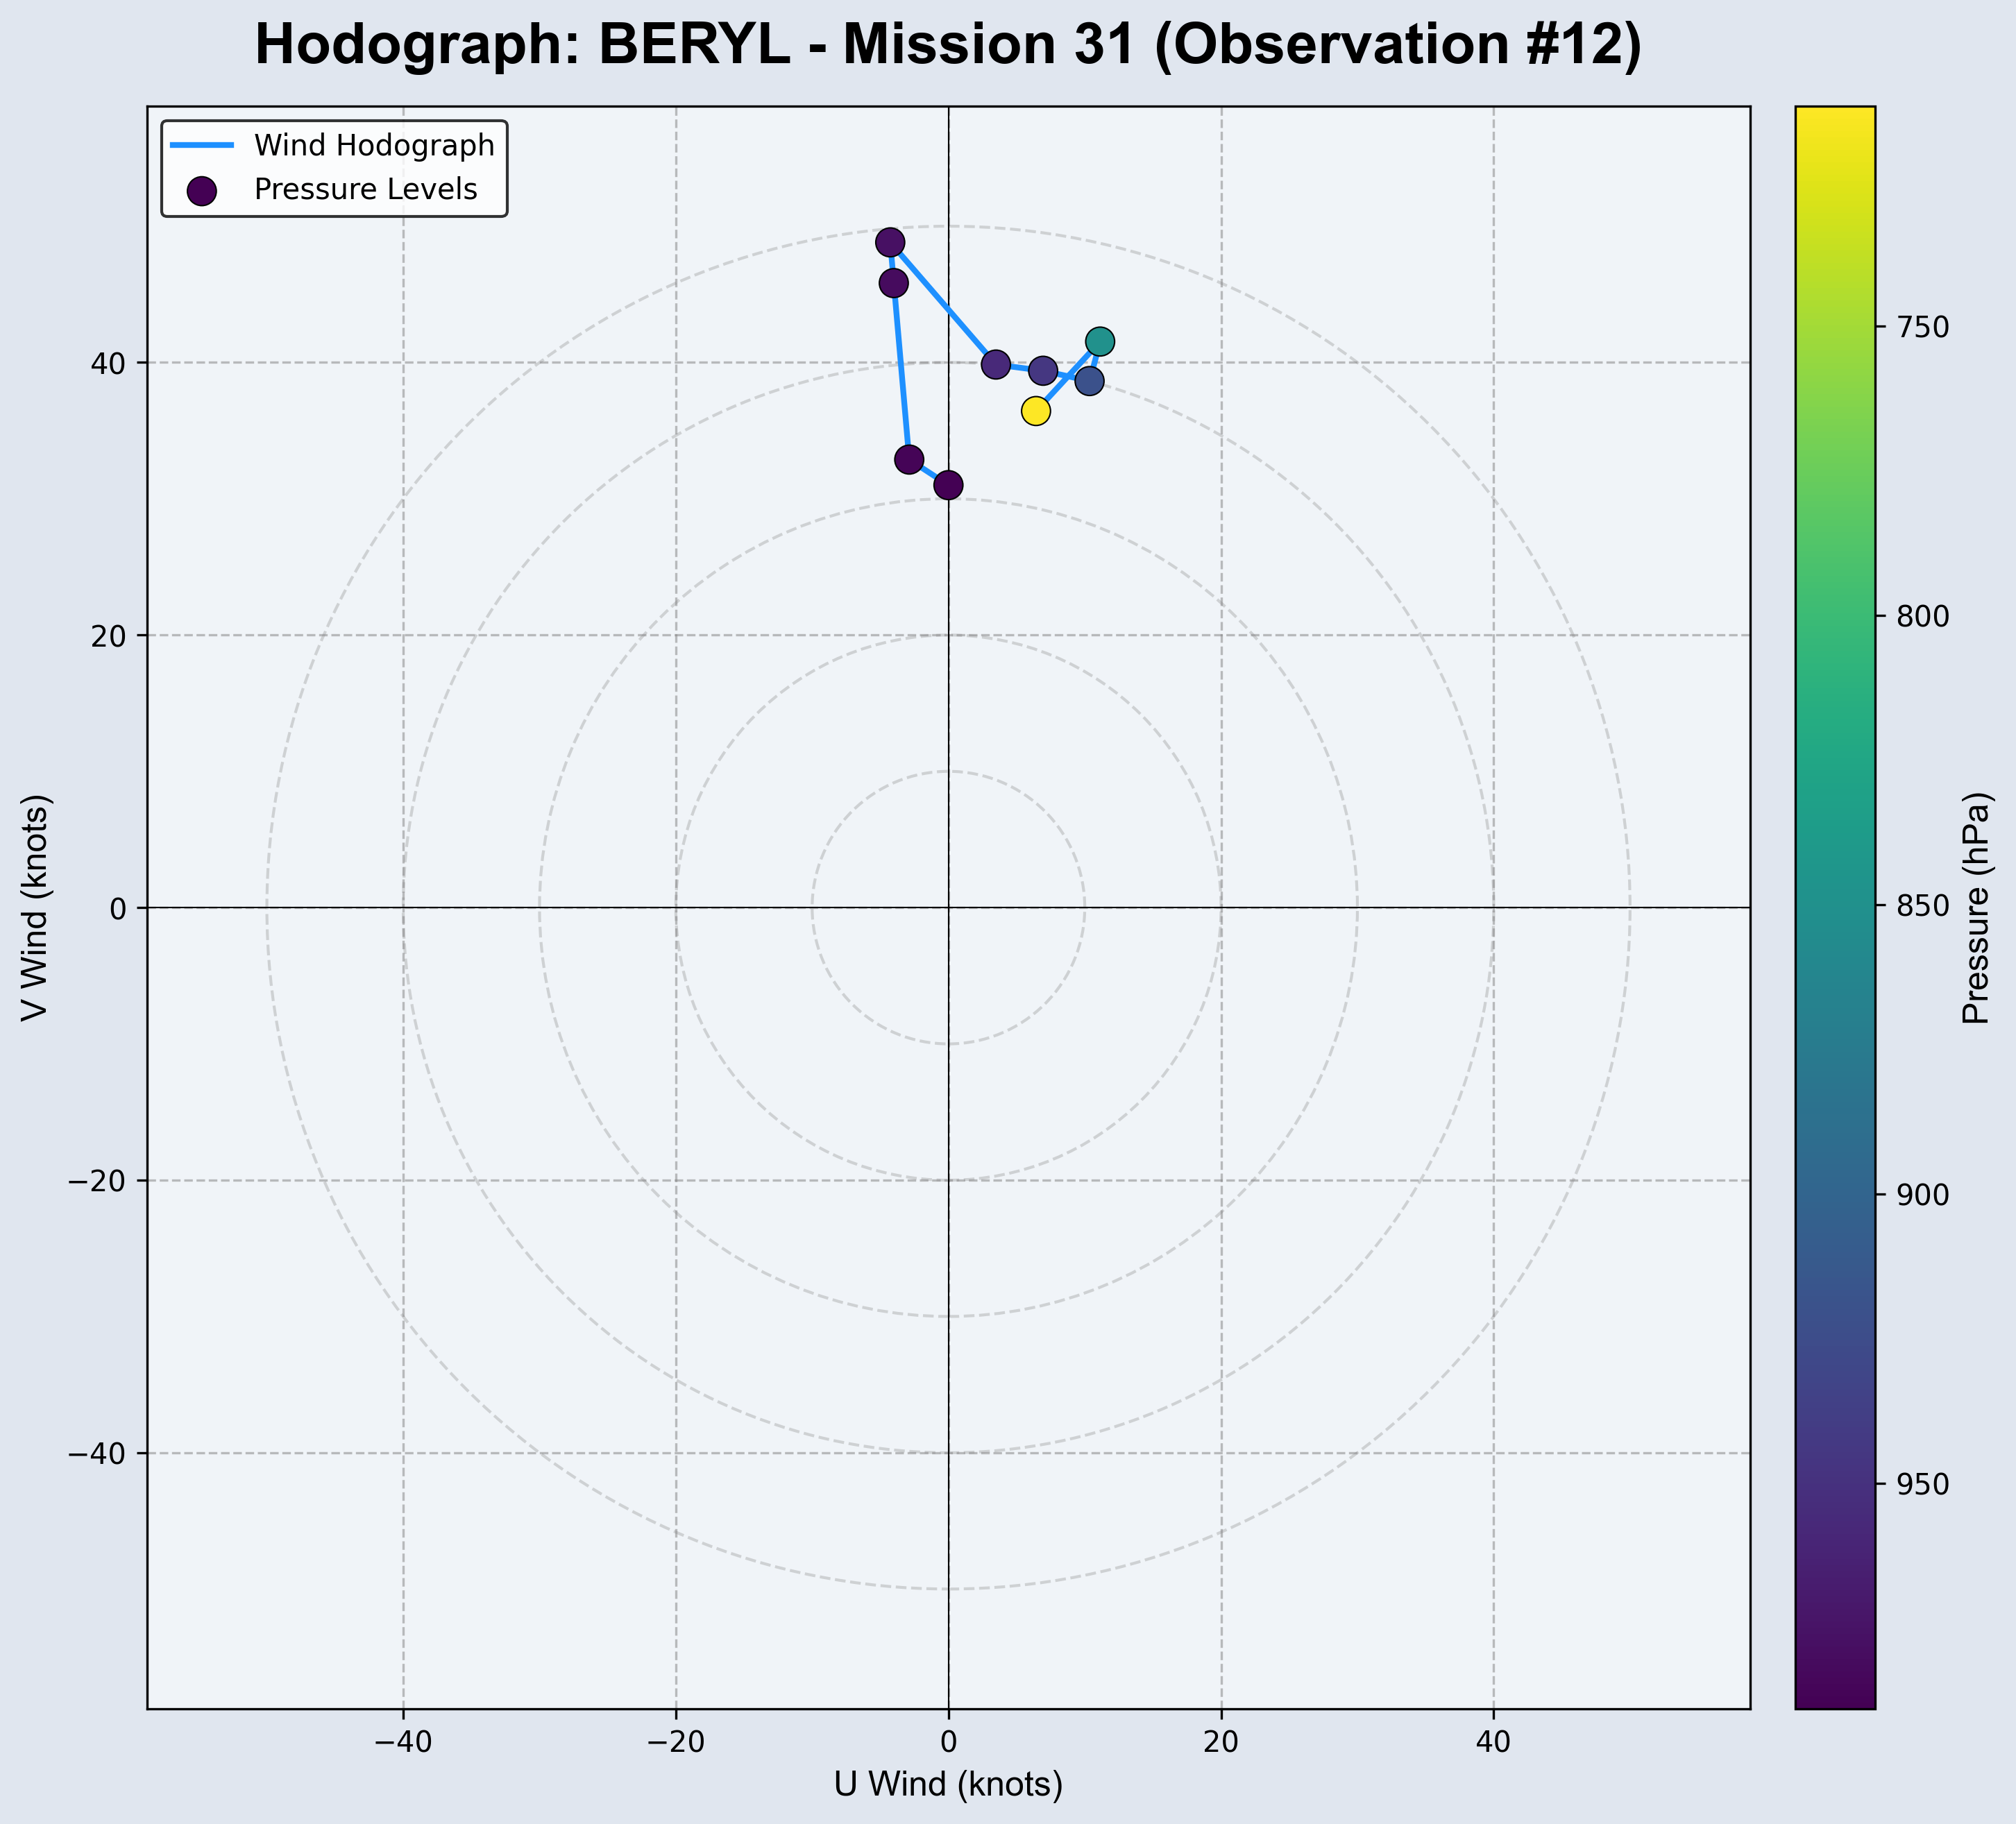 Hodograph: BERYL - Mission 31 (Observation #12)
Wind Hodograph
Pressure Levels
40
20
0
−20
−40
V Wind (knots)
−40
−20
0
20
40
U Wind (knots)
750
800
850
900
950
Pressure (hPa)